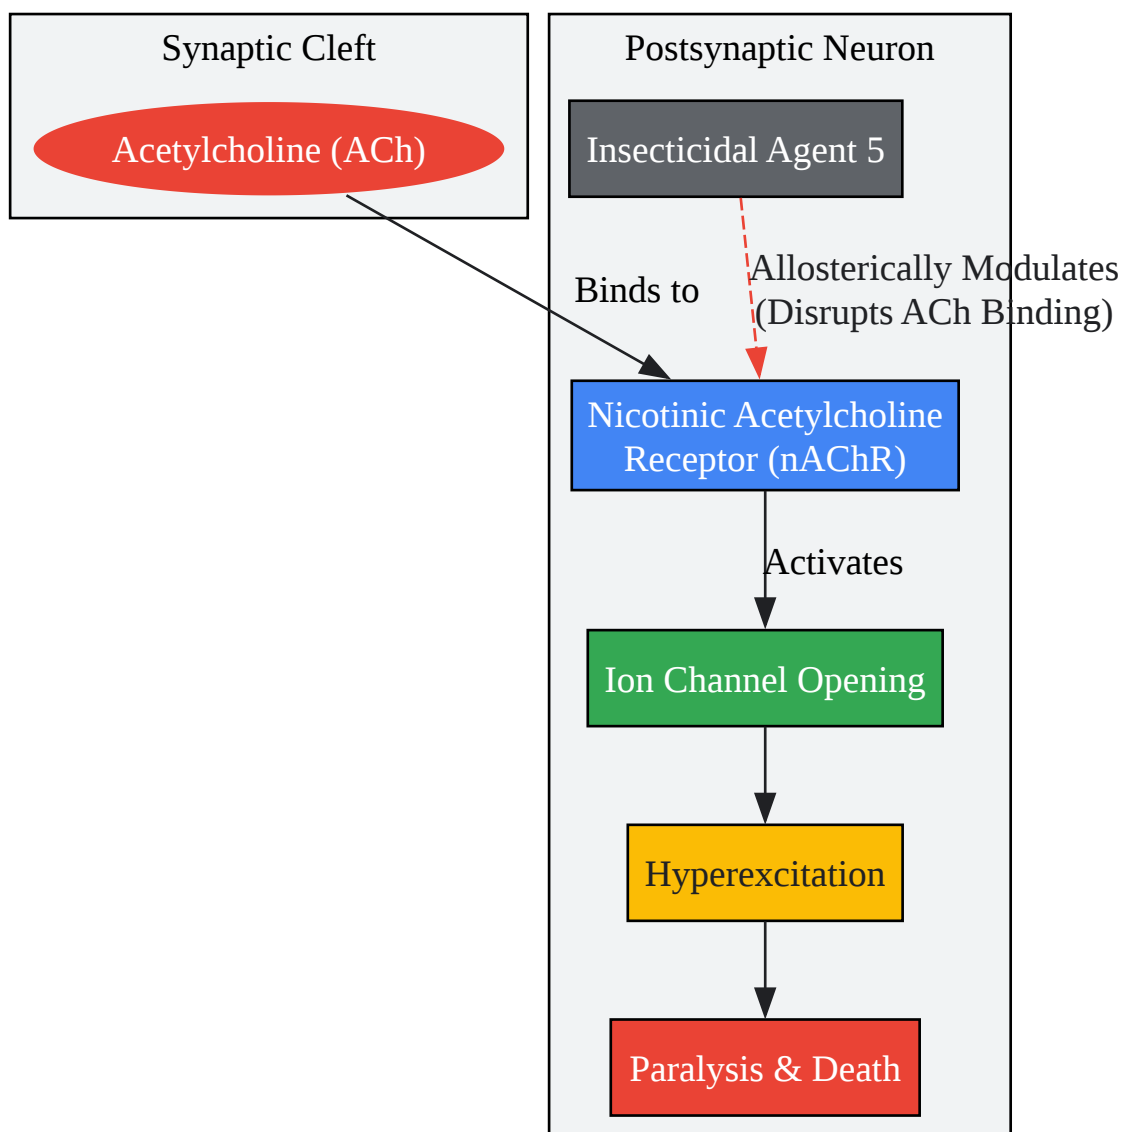 Synaptic Cleft
Postsynaptic Neuron
Acetylcholine (ACh)
Insecticidal Agent 5
Binds to
Allosterically Modulates
(Disrupts ACh Binding)
Nicotinic Acetylcholine
Receptor (nAChR)
Activates
Ion Channel Opening
Hyperexcitation
Paralysis & Death